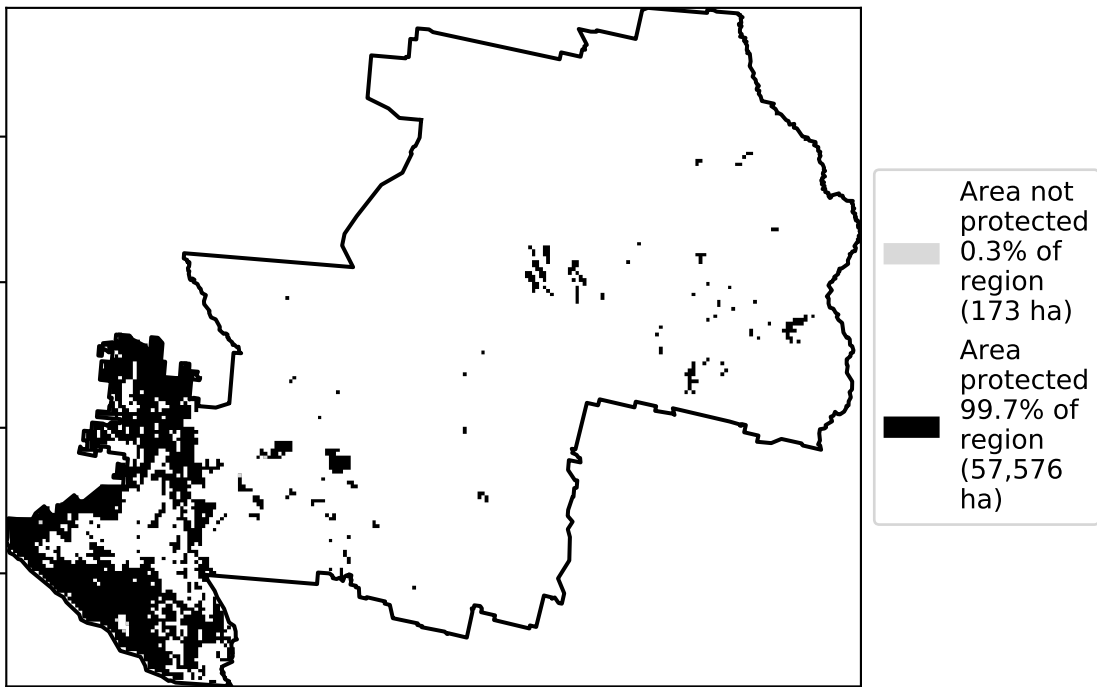 Area not
protected
0.3% of
region
(173 ha)
Area
protected
99.7% of
region
(57,576
ha)